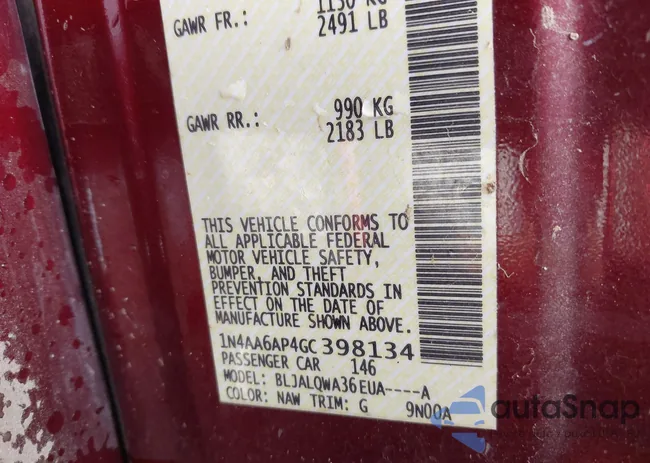 1130 KG
GAWR FR.: 2491 LB
990 KG
GAWR RR.: 2183 LB
THIS VEHICLE CONFORMS TO
ALL APPLICABLE FEDERAL
MOTOR VEHICLE SAFETY,
BUMPER, AND THEFT
PREVENTION STANDARDS IN
EFFECT ON THE DATE OF
MANUFACTURE SHOWN ABOVE.
1N4AA6AP4GC398134
PASSENGER CAR 146
MODEL: BLJALQWA36EUA----A
COLOR: NAW TRIM: G 9N00A
autoSnap